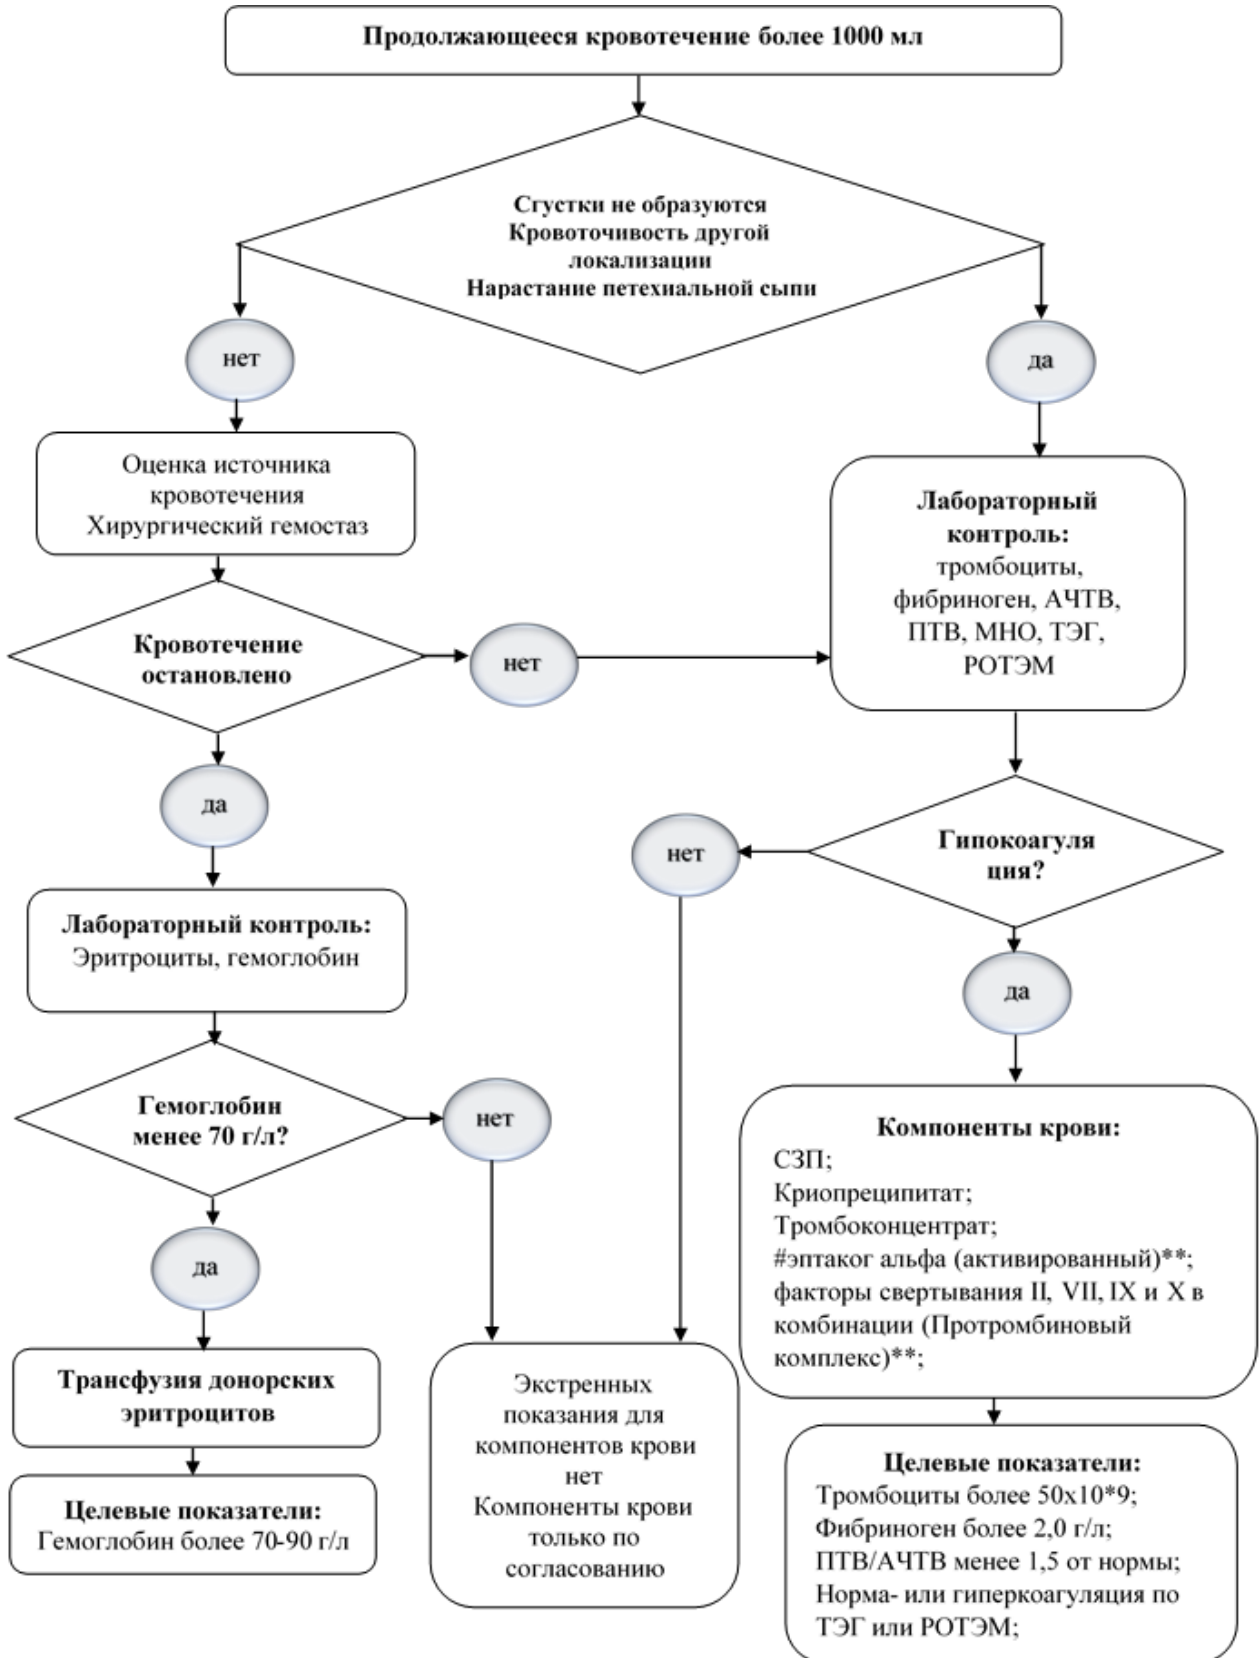 Продолжающееся кровотечение более 1000 мл
Сгустки не образуются
Кровоточивость другой
локализации
Нарастание петехиальной сыпи
нет
да
Оценка источника
кровотечения
Хирургический гемостаз
Лабораторный
контроль:
тромбоциты,
фибриноген, АЧТВ,
ПТВ, МНО, ТЭГ,
РОТЭМ
Кровотечение
остановлено
нет
да
Гипокоагуля
ция?
нет
да
Лабораторный контроль:
Эритроциты, гемоглобин
Гемоглобин
менее 70 г/л?
нет
да
Компоненты крови:
СЗП;
Криопреципитат;
Тромбоконцентрат;
#эптаког альфа (активированный)**;
факторы свертывания II, VII, IX и X в
комбинации (Протромбиновый
комплекс)**;
Трансфузия донорских
эритроцитов
Экстренных
показания для
компонентов крови
нет
Компоненты крови
только по
согласованию
Целевые показатели:
Гемоглобин более 70-90 г/л
Целевые показатели:
Тромбоциты более 50х10*9;
Фибриноген более 2,0 г/л;
ПТВ/АЧТВ менее 1,5 от нормы;
Норма- или гиперкоагуляция по
ТЭГ или РОТЭМ;